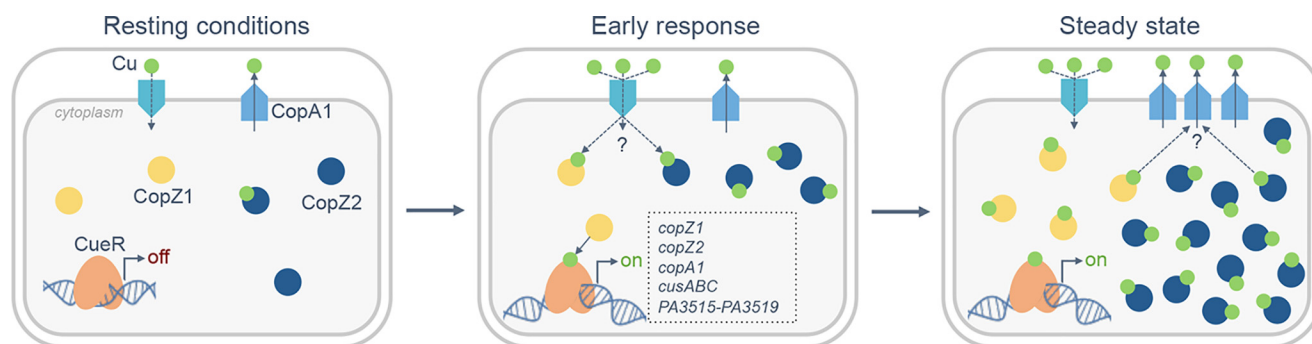 Resting conditions
Early response
Steady state
Cu
cytoplasm
CopA1
CopZ1
CopZ2
CueR
off
?
on
copZ1
copZ2
copA1
cusABC
PA3515-PA3519
?
on